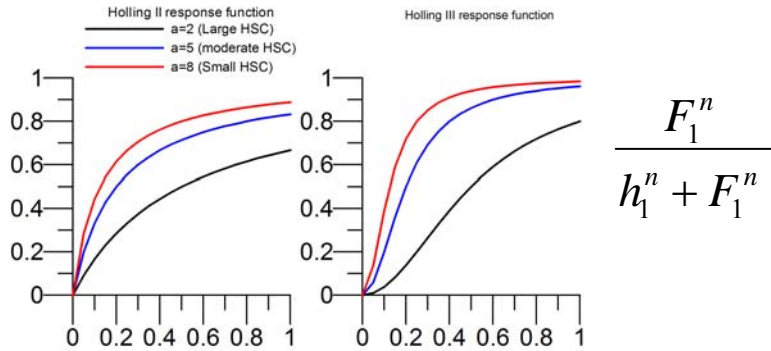 Holling II response function
a=2 (Large HSC)
a=5 (moderate HSC)
a=8 (Small HSC)
1
0.8
0.6
0.4
0.2
0
0 0.2 0.4 0.6 0.8 1
Holling III response function
1
0.8
0.6
0.4
0.2
0
0 0.2 0.4 0.6 0.8 1
F₁ⁿ
h₁ⁿ + F₁ⁿ